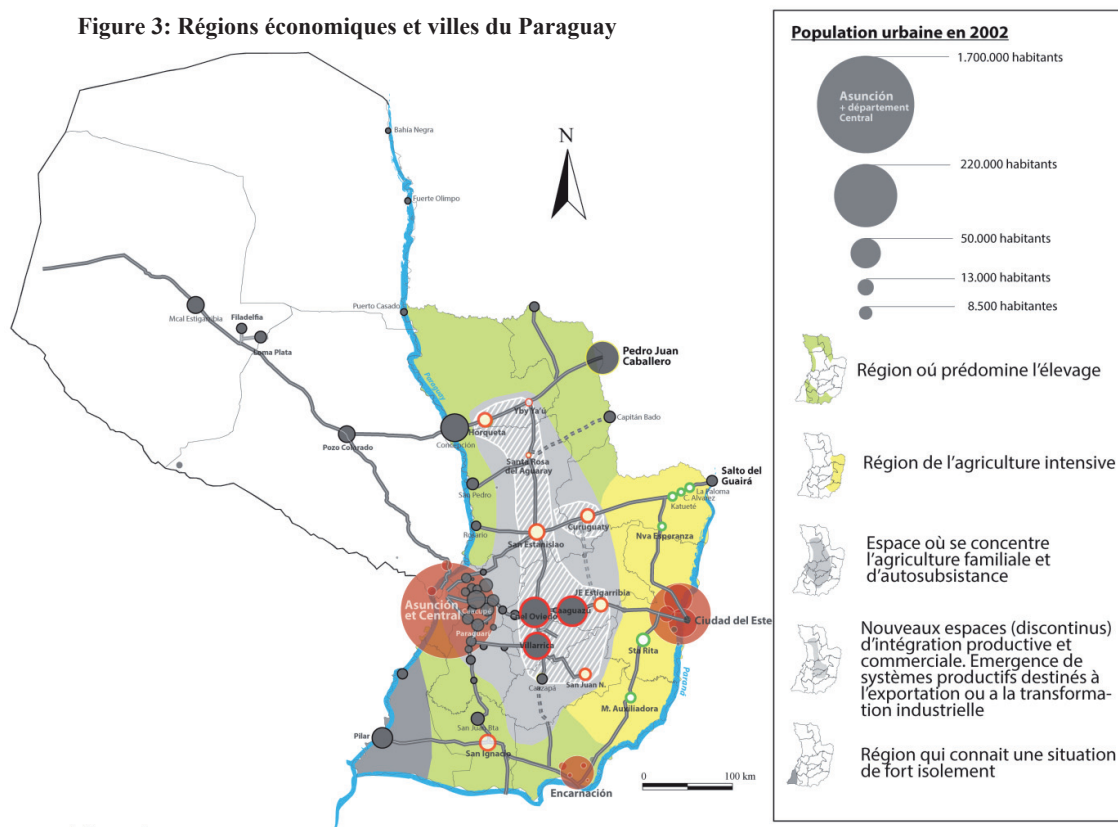 Figure 3: Régions économiques et villes du Paraguay
Bahía Negra
Fuerte Olimpo
N
Puerto Casado
Mcal Estigarribia
Filadelfia
Loma Plata
Pedro Juan
Caballero
Paraguay
Yby Ya'ú
Capitán Bado
Horqueta
Concepción
Pozo Colorado
Santa Rosa
del Aguaray
San Pedro
Salto del
Guairá
La Paloma
C. Alvarez
Katueté
Rosario
Curuguaty
San Estanislao
Nva Esperanza
JE Estigarribia
Asunción
et Central
Caacupé
Cnel Oviedo
Caaguazú
Ciudad del Este
Paraguarí
Villarrica
Sta Rita
Caazapá
San Juan N.
Paraná
M. Auxiliadora
San Juan Bta
Pilar
San Ignacio
Encarnación
0 100 km
Population urbaine en 2002
1.700.000 habitants
Asunción
+ département
Central
220.000 habitants
50.000 habitants
13.000 habitants
8.500 habitantes
Région oú prédomine l'élevage
Région de l'agriculture intensive
Espace où se concentre
l'agriculture familiale et
d'autosubsistance
Nouveaux espaces (discontinus)
d'intégration productive et
commerciale. Emergence de
systèmes productifs destinés à
l'exportation ou a la transforma-
tion industrielle
Région qui connait une situation
de fort isolement